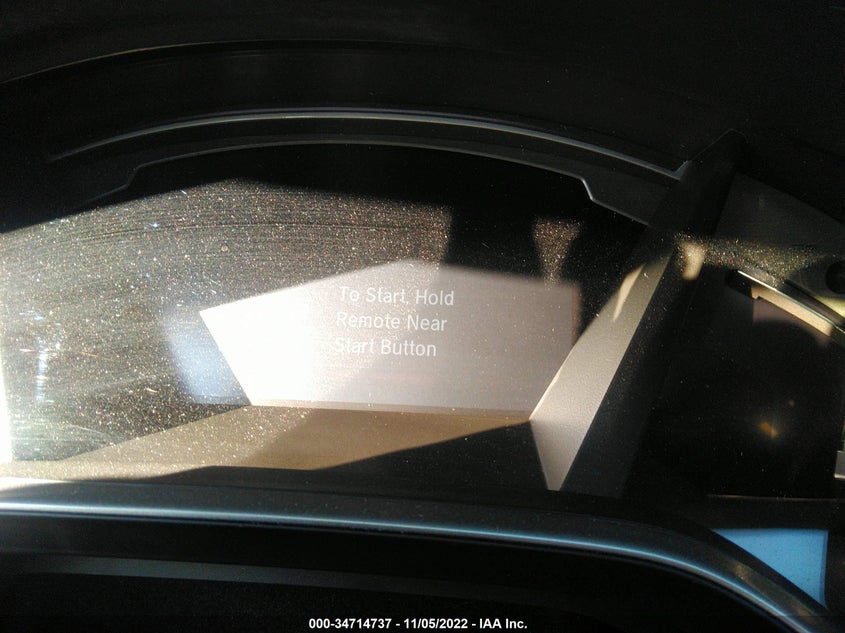 To Start, Hold
Remote Near
Start Button
000-34714737 - 11/05/2022 - IAA Inc.